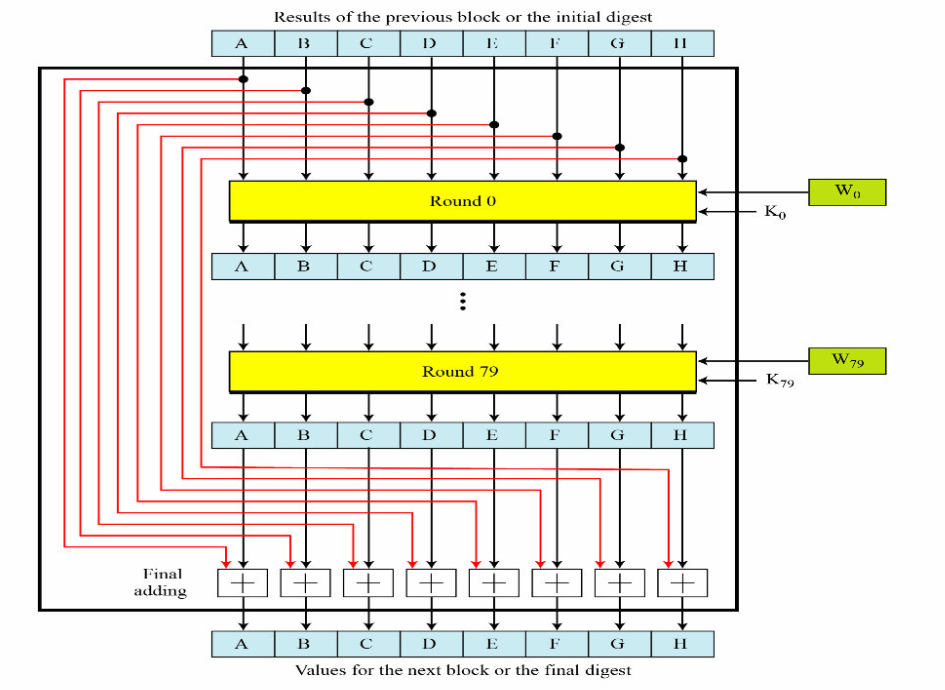 Results of the previous block or the initial digest
A B C D E F G H
Round 0
W0
K0
A B C D E F G H
Round 79
W79
K79
A B C D E F G H
Final
adding
+ + + + + + + +
A B C D E F G H
Values for the next block or the final digest